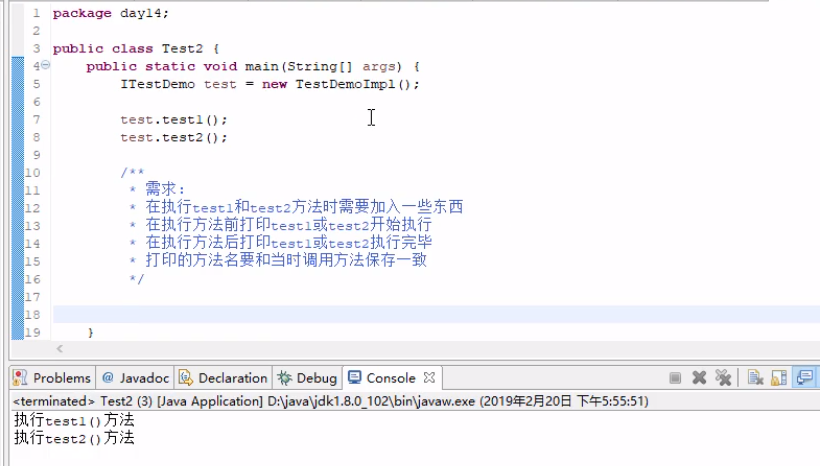 1 package day14;
2
3 public class Test2 {
4 public static void main(String[] args) {
5 ITestDemo test = new TestDemoImpl();
6
7 test.test1();
8 test.test2();
9
10 /**
11 * 需求:
12 * 在执行test1和test2方法时需要加入一些东西
13 * 在执行方法前打印test1或test2开始执行
14 * 在执行方法后打印test1或test2执行完毕
15 * 打印的方法名要和当时调用方法保存一致
16 */
17
18
19 }
Problems @ Javadoc Declaration Debug Console
<terminated> Test2 (3) [Java Application] D:\java\jdk1.8.0_102\bin\javaw.exe (2019年2月20日 下午5:55:51)
执行test1()方法
执行test2()方法